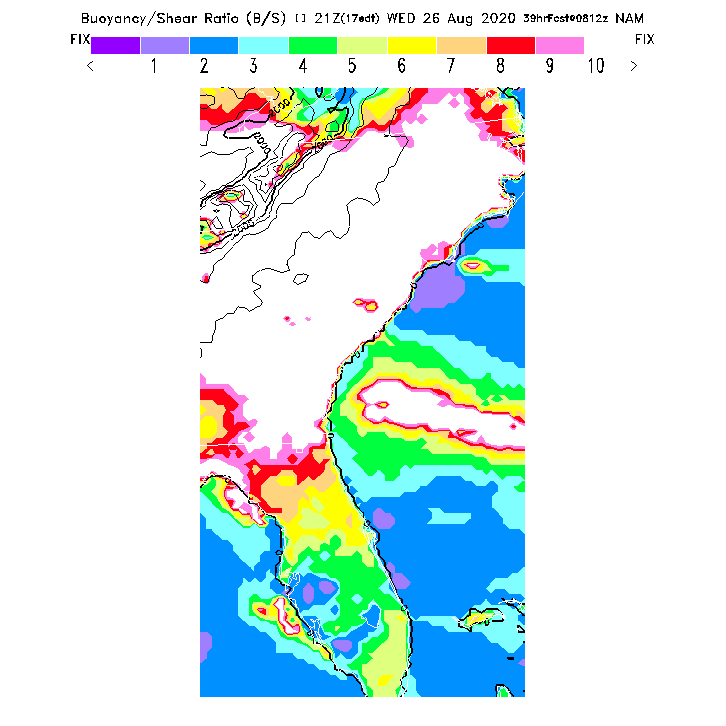 Buoyancy/Shear Ratio (B/S) [] 21Z(17edt) WED 26 Aug 2020 39hrFcst@0812z NAM
FIX FIX
< 1 2 3 4 5 6 7 8 9 10 >